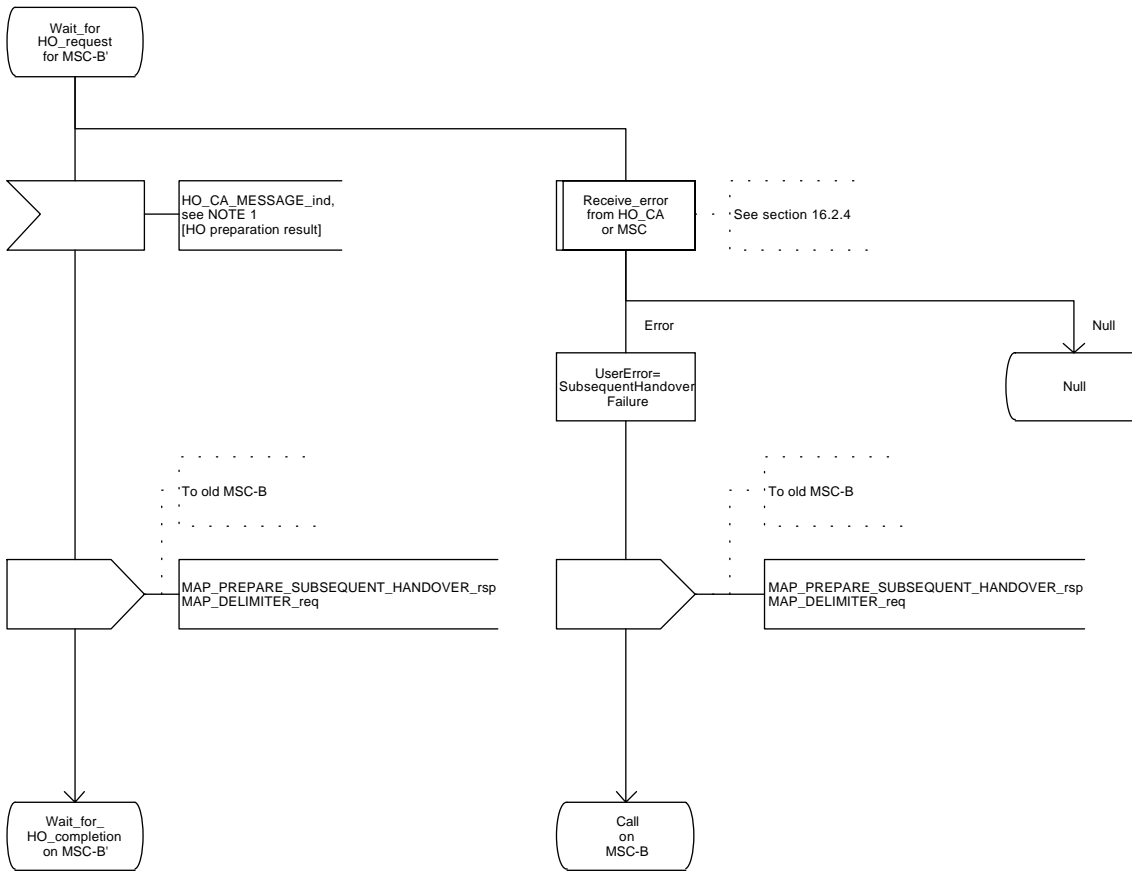 Wait_for
HO_request
for MSC-B'
HO_CA_MESSAGE_ind,
see NOTE 1
[HO preparation result]
Receive_error
from HO_CA
or MSC
See section 16.2.4
Error
Null
UserError=
SubsequentHandover
Failure
Null
To old MSC-B
To old MSC-B
MAP_PREPARE_SUBSEQUENT_HANDOVER_rsp
MAP_DELIMITER_req
MAP_PREPARE_SUBSEQUENT_HANDOVER_rsp
MAP_DELIMITER_req
Wait_for_
HO_completion
on MSC-B'
Call
on
MSC-B